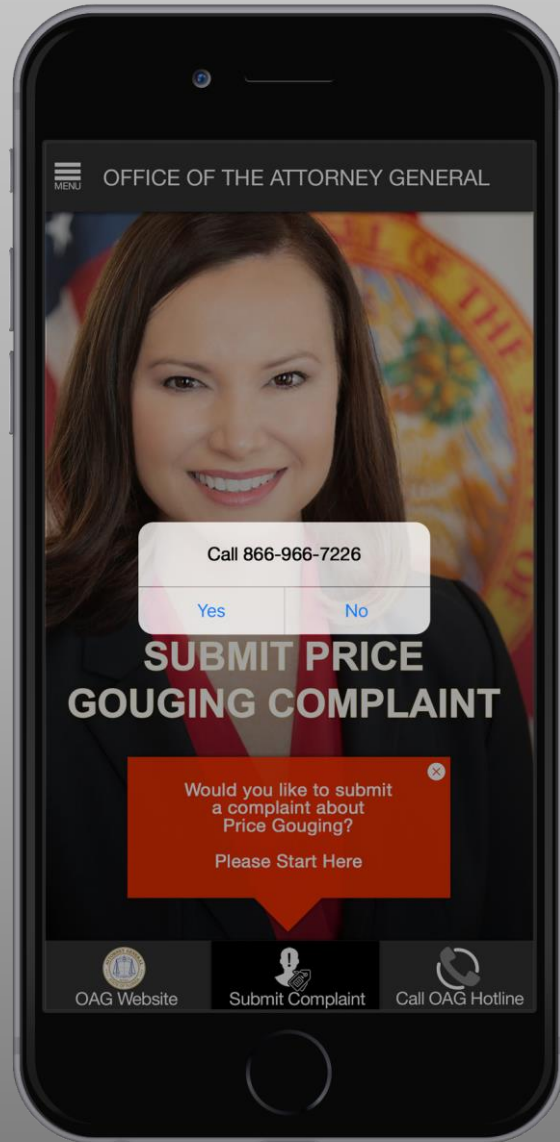 MENU
OFFICE OF THE ATTORNEY GENERAL
Call 866-966-7226
Yes
No
SUBMIT PRICE
GOUGING COMPLAINT
Would you like to submit
a complaint about
Price Gouging?
Please Start Here
OAG Website
Submit Complaint
Call OAG Hotline